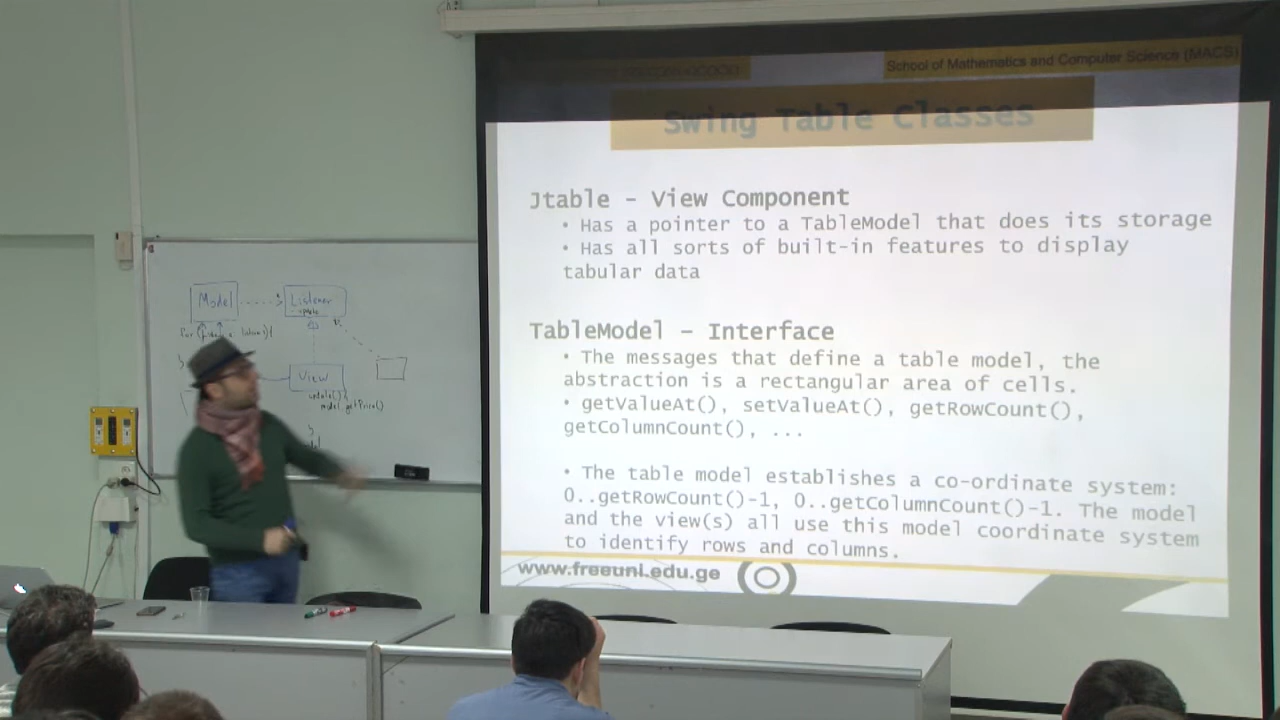 School of Mathematics and Computer Science (MACS)
Swing Table Classes
Jtable – View Component
• Has a pointer to a TableModel that does its storage
• Has all sorts of built-in features to display
tabular data
TableModel – Interface
• The messages that define a table model, the
abstraction is a rectangular area of cells.
• getValueAt(), setValueAt(), getRowCount(),
getColumnCount(), ...
• The table model establishes a co-ordinate system:
0..getRowCount()-1, 0..getColumnCount()-1. The model
and the view(s) all use this model coordinate system
to identify rows and columns.
www.freeuni.edu.ge
Model
Listener
update
View
update() {
model.getPrice()